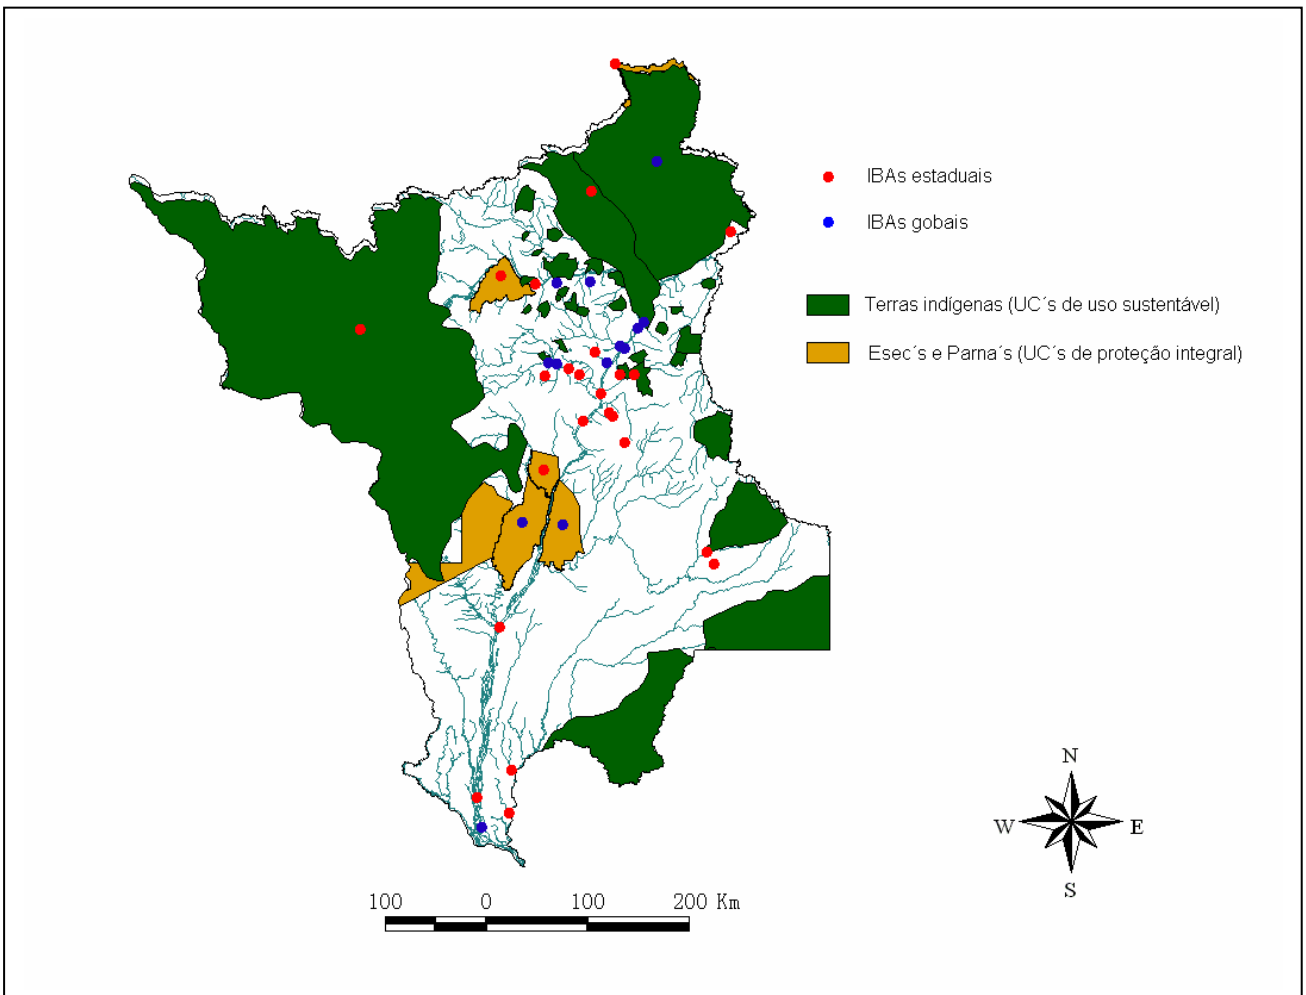 IBAs estaduais
IBAs gobais
Terras indígenas (UC´s de uso sustentável)
Esec´s e Parna´s (UC´s de proteção integral)
N
W E
S
100 0 100 200 Km